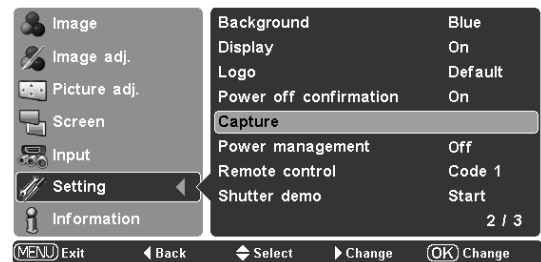 Image
Image adj.
Picture adj.
Screen
Input
Setting
Information
Background Blue
Display On
Logo Default
Power off confirmation On
Capture
Power management Off
Remote control Code 1
Shutter demo Start
2 / 3
MENU Exit Back Select Change OK Change